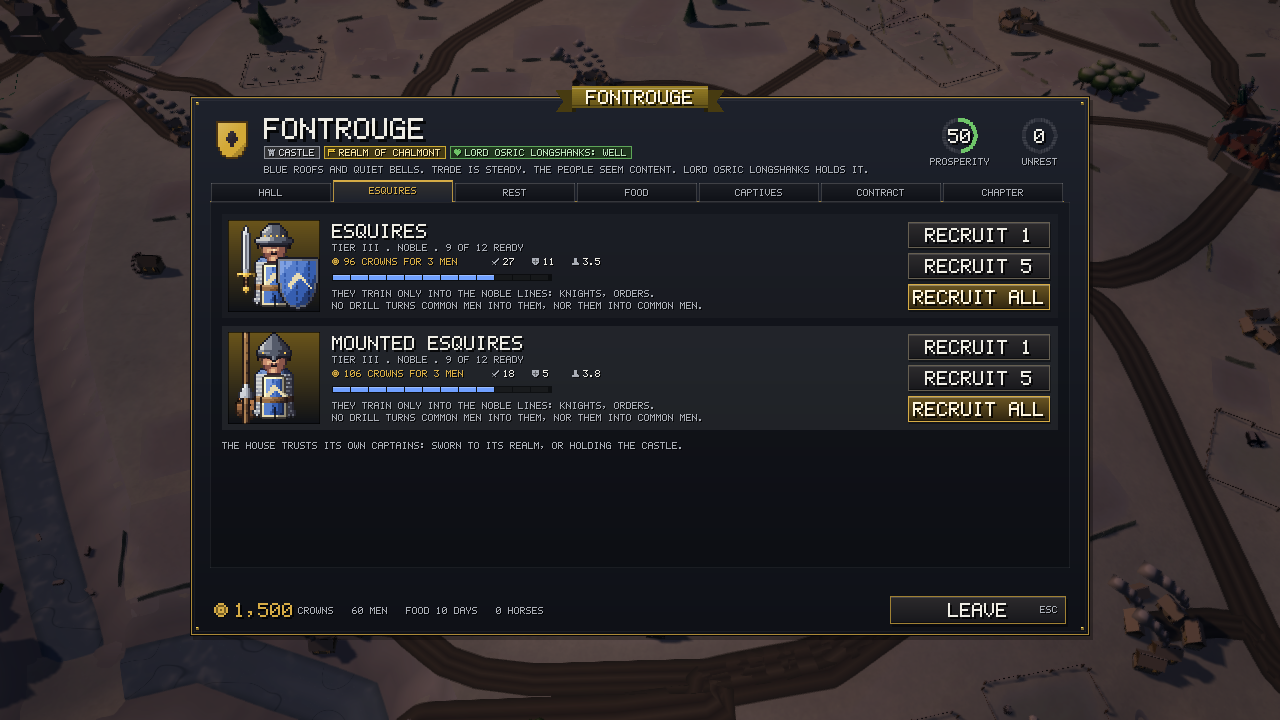 FONTROUGE
FONTROUGE
CASTLE REALM OF CHALMONT LORD OSRIC LONGSHANKS: WELL
BLUE ROOFS AND QUIET BELLS. TRADE IS STEADY. THE PEOPLE SEEM CONTENT. LORD OSRIC LONGSHANKS HOLDS IT.
50 PROSPERITY
0 UNREST
HALL ESQUIRES REST FOOD CAPTIVES CONTRACT CHAPTER
ESQUIRES
TIER III . NOBLE . 9 OF 12 READY
96 CROWNS FOR 3 MEN 27 11 3.5
THEY TRAIN ONLY INTO THE NOBLE LINES: KNIGHTS, ORDERS.
NO DRILL TURNS COMMON MEN INTO THEM, NOR THEM INTO COMMON MEN.
RECRUIT 1
RECRUIT 5
RECRUIT ALL
MOUNTED ESQUIRES
TIER III . NOBLE . 9 OF 12 READY
106 CROWNS FOR 3 MEN 18 5 3.8
THEY TRAIN ONLY INTO THE NOBLE LINES: KNIGHTS, ORDERS.
NO DRILL TURNS COMMON MEN INTO THEM, NOR THEM INTO COMMON MEN.
RECRUIT 1
RECRUIT 5
RECRUIT ALL
THE HOUSE TRUSTS ITS OWN CAPTAINS: SWORN TO ITS REALM, OR HOLDING THE CASTLE.
1,500 CROWNS 60 MEN FOOD 10 DAYS 0 HORSES
LEAVE ESC